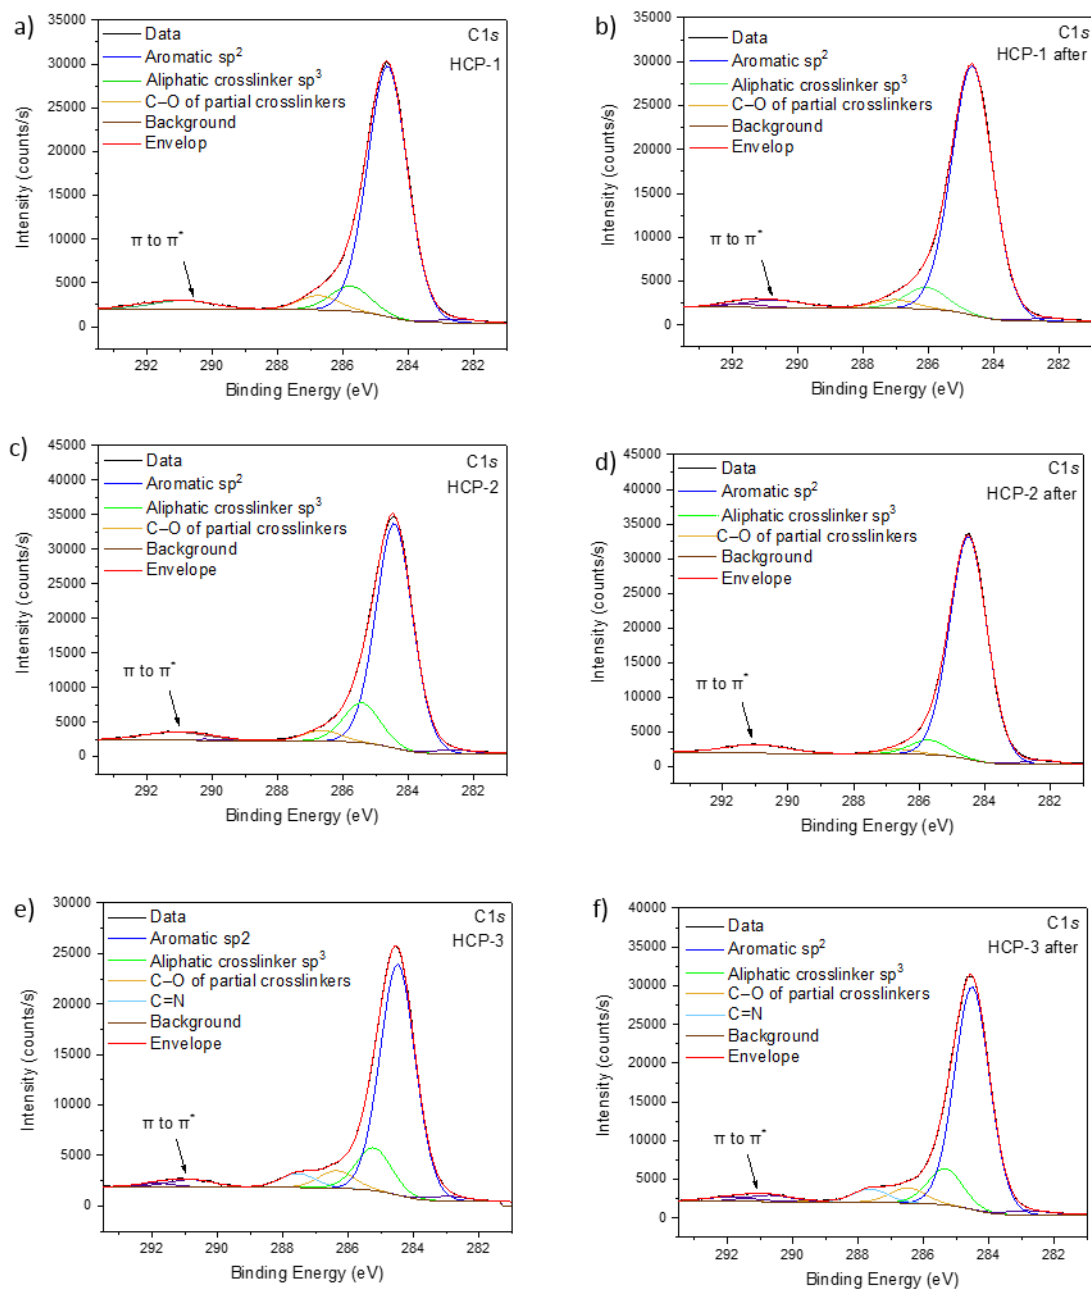 a)
35000
30000
25000
20000
15000
10000
5000
0
Intensity (counts/s)
Data
Aromatic sp²
Aliphatic crosslinker sp³
C–O of partial crosslinkers
Background
Envelop
C1s
HCP-1
π to π*
292 290 288 286 284 282
Binding Energy (eV)
b)
35000
30000
25000
20000
15000
10000
5000
0
Intensity (counts/s)
Data
Aromatic sp²
Aliphatic crosslinker sp³
C–O of partial crosslinkers
Background
Envelop
C1s
HCP-1 after
π to π*
292 290 288 286 284 282
Binding Energy (eV)
c)
45000
40000
35000
30000
25000
20000
15000
10000
5000
0
Intensity (counts/s)
Data
Aromatic sp²
Aliphatic crosslinker sp³
C–O of partial crosslinkers
Background
Envelope
C1s
HCP-2
π to π*
292 290 288 286 284 282
Binding Energy (eV)
d)
45000
40000
35000
30000
25000
20000
15000
10000
5000
0
Intensity (counts/s)
Data
Aromatic sp²
Aliphatic crosslinker sp³
C–O of partial crosslinkers
Background
Envelope
C1s
HCP-2 after
π to π*
292 290 288 286 284 282
Binding Energy (eV)
e)
30000
25000
20000
15000
10000
5000
0
Intensity (counts/s)
Data
Aromatic sp2
Aliphatic crosslinker sp³
C–O of partial crosslinkers
C=N
Background
Envelope
C1s
HCP-3
π to π*
292 290 288 286 284 282
Binding Energy (eV)
f)
40000
35000
30000
25000
20000
15000
10000
5000
0
Intensity (counts/s)
Data
Aromatic sp²
Aliphatic crosslinker sp³
C–O of partial crosslinkers
C=N
Background
Envelope
C1s
HCP-3 after
π to π*
292 290 288 286 284 282
Binding Energy (eV)